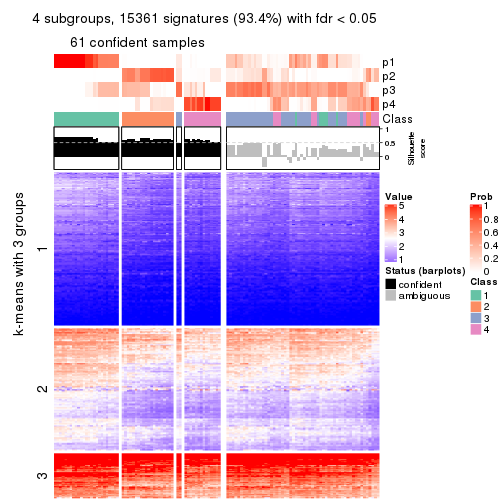 4 subgroups, 15361 signatures (93.4%) with fdr < 0.05
61 confident samples
p1
p2
p3
p4
Class
1
0.5
0
Silhouette
score
k-means with 3 groups
1
2
3
Value
5
4
3
2
1
Status (barplots)
confident
ambiguous
Prob
1
0.8
0.6
0.4
0.2
0
Class
1
2
3
4